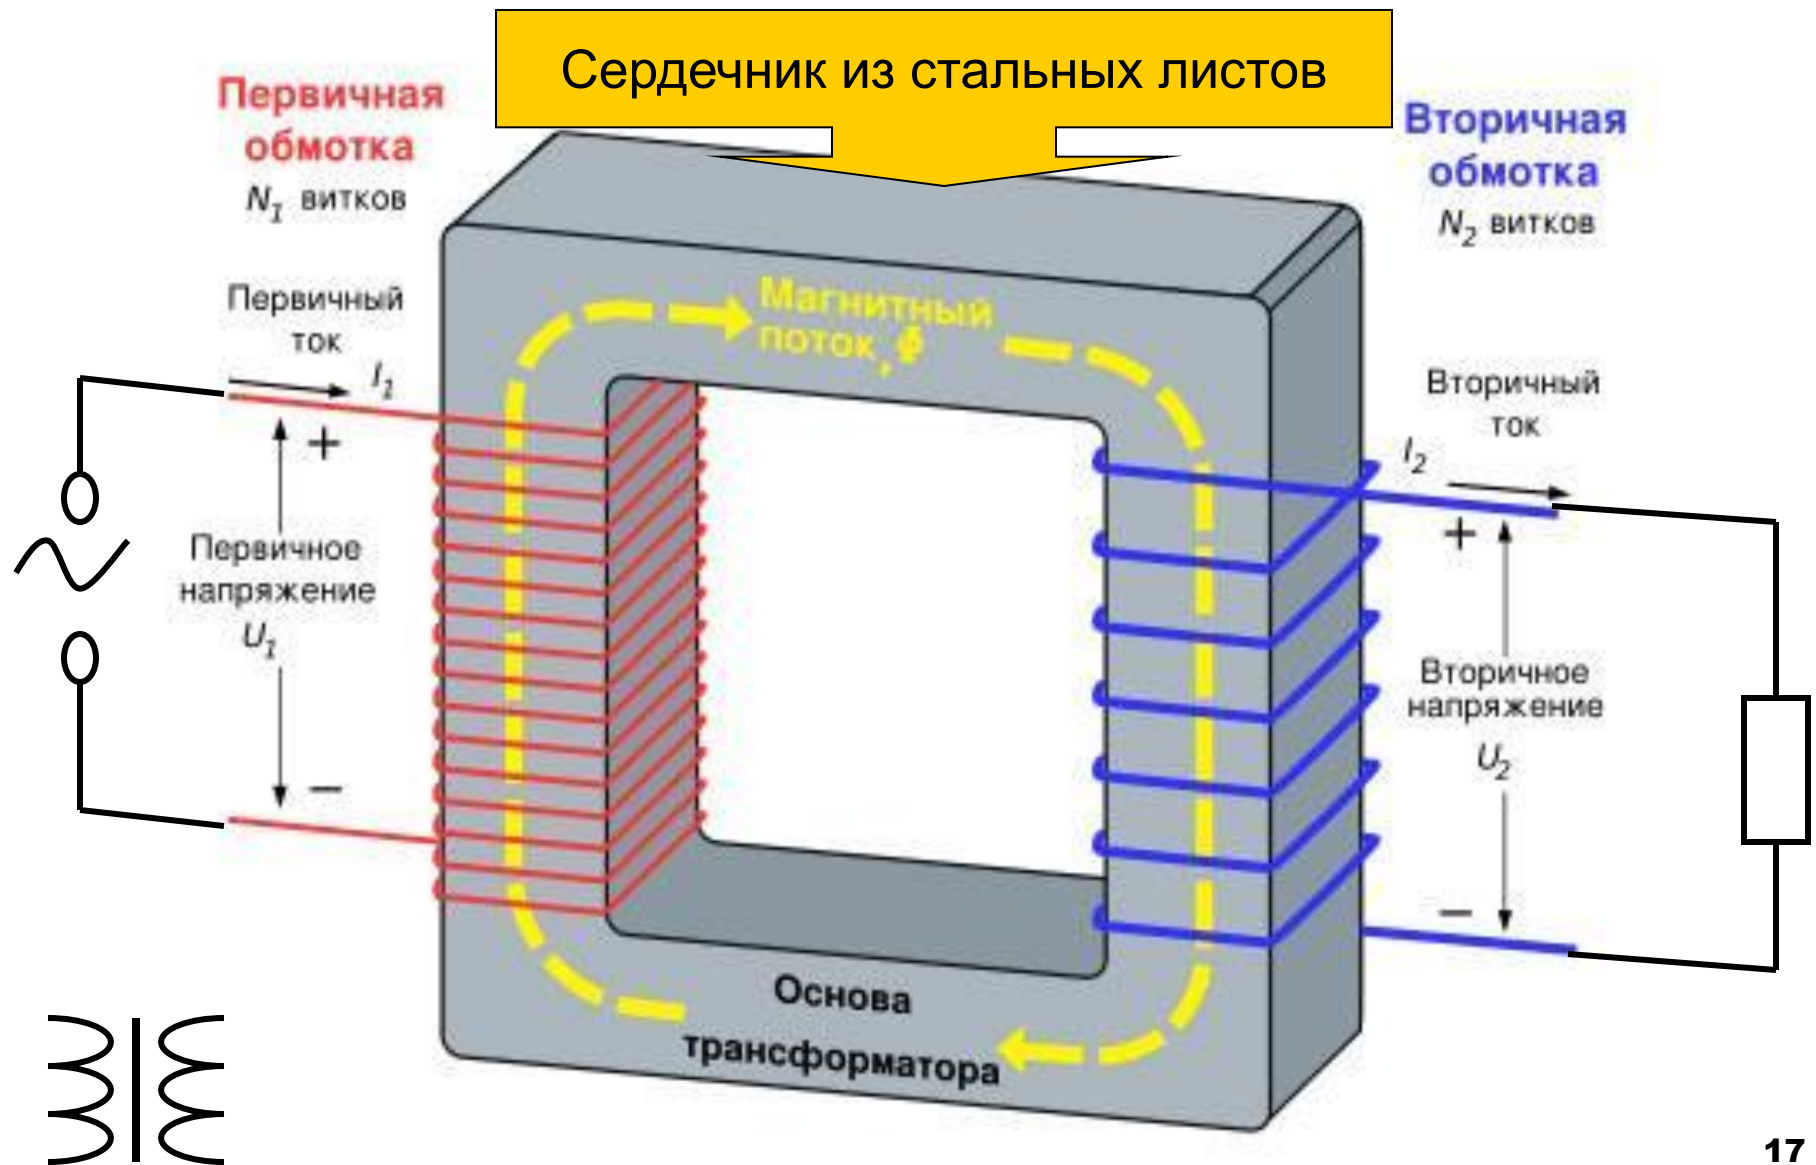 Сердечник из стальных листов
Первичная
обмотка
N1 витков
Вторичная
обмотка
N2 витков
Первичный
ток
I1
Магнитный
поток, Ф
Вторичный
ток
I2
+
+
Первичное
напряжение
U1
Вторичное
напряжение
U2
–
–
Основа
трансформатора
17